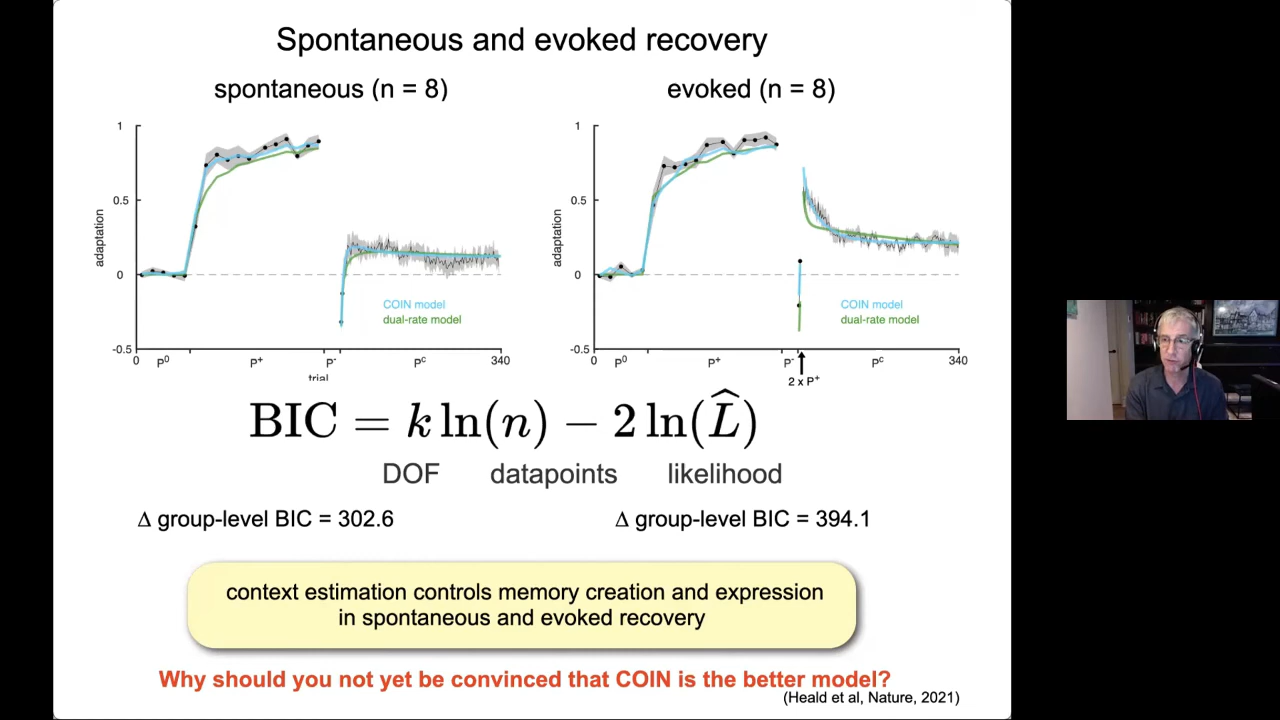 Spontaneous and evoked recovery
spontaneous (n = 8)
evoked (n = 8)
1
0.5
0
-0.5
adaptation
COIN model
dual-rate model
0
P⁰
P⁺
P⁻
Pᶜ
340
trial
1
0.5
0
-0.5
adaptation
COIN model
dual-rate model
0
P⁰
P⁺
P⁻
Pᶜ
340
2 x P⁺
BIC = k ln(n) − 2 ln(L̂)
DOF datapoints likelihood
Δ group-level BIC = 302.6
Δ group-level BIC = 394.1
context estimation controls memory creation and expression
in spontaneous and evoked recovery
Why should you not yet be convinced that COIN is the better model?
(Heald et al, Nature, 2021)